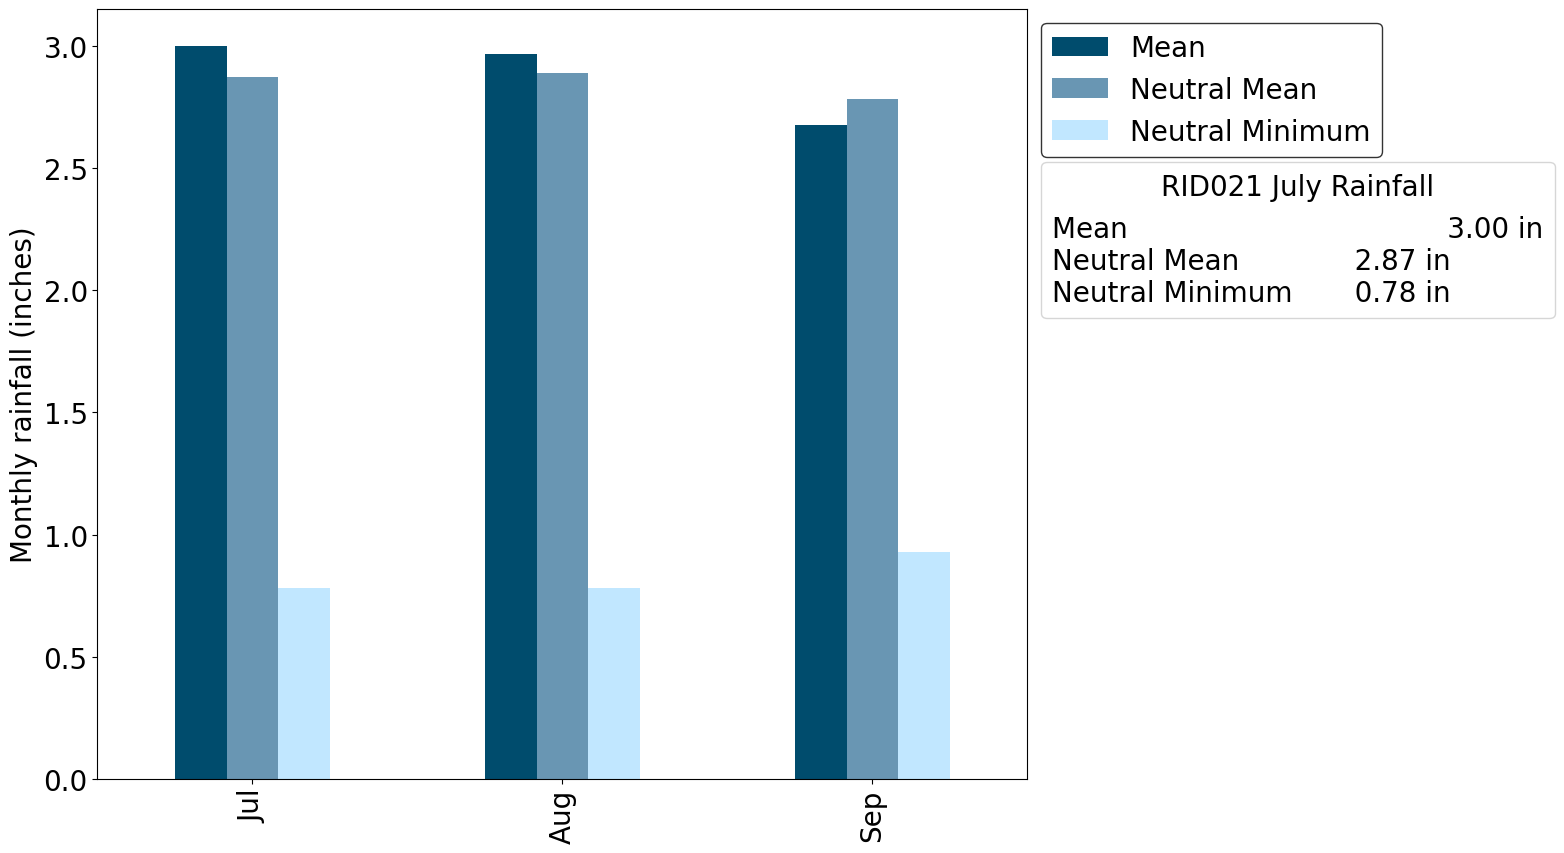 Monthly rainfall (inches)
3.0
2.5
2.0
1.5
1.0
0.5
0.0
Jul
Aug
Sep
Mean
Neutral Mean
Neutral Minimum
RID021 July Rainfall
Mean 3.00 in
Neutral Mean 2.87 in
Neutral Minimum 0.78 in